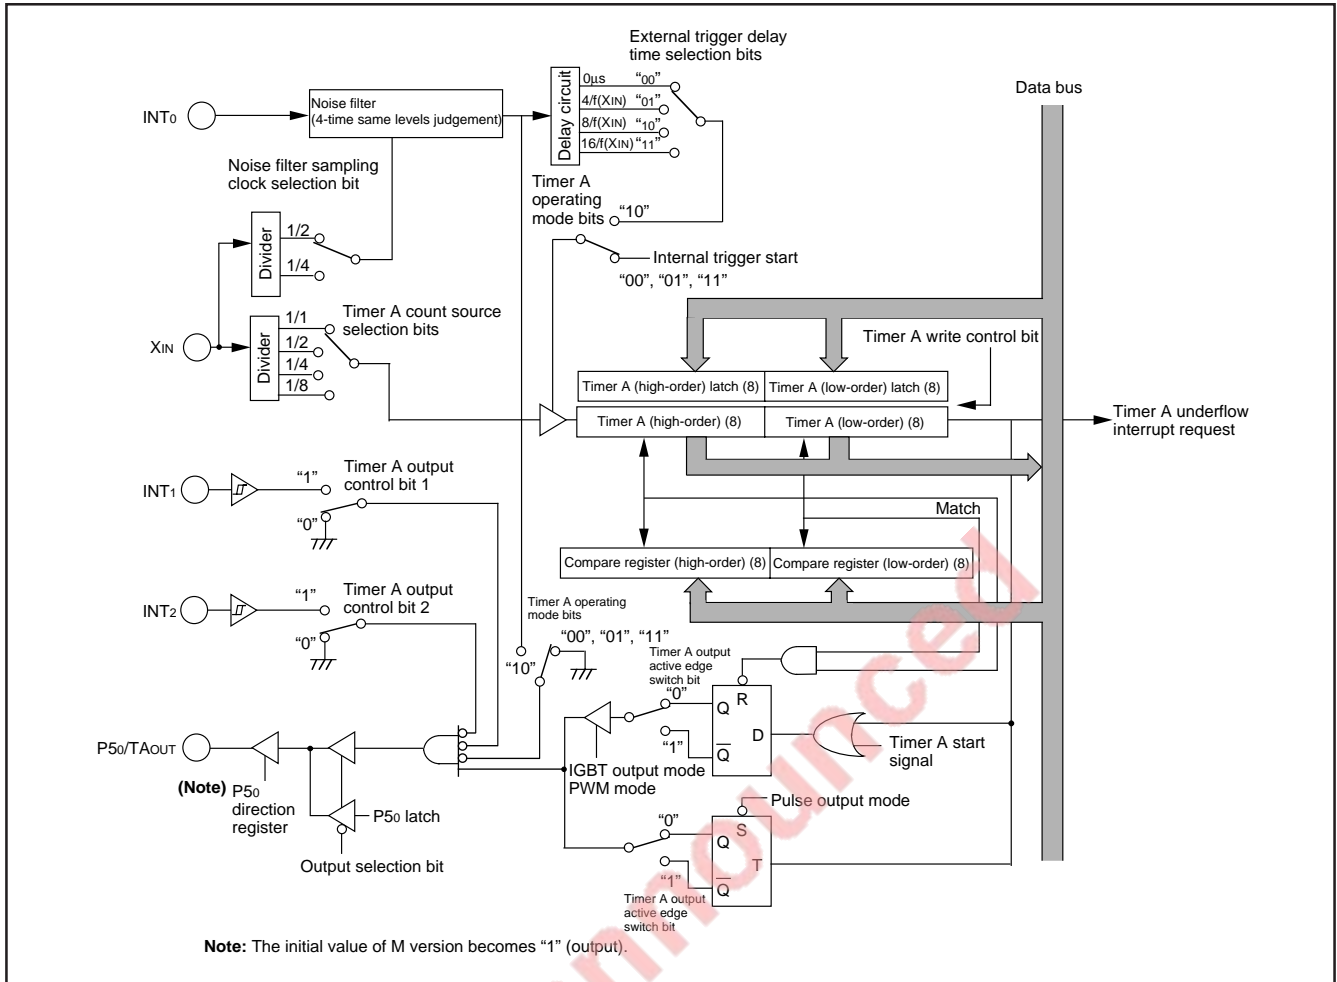 External trigger delay
time selection bits
Data bus
INT0
Noise filter
(4-time same levels judgement)
Delay circuit
0µs "00"
4/f(XIN) "01"
8/f(XIN) "10"
16/f(XIN) "11"
Noise filter sampling
clock selection bit
Timer A
operating
mode bits
"10"
Internal trigger start
"00", "01", "11"
Divider
1/2
1/4
XIN
Divider
1/1
1/2
1/4
1/8
Timer A count source
selection bits
Timer A write control bit
Timer A (high-order) latch (8)
Timer A (low-order) latch (8)
Timer A (high-order) (8)
Timer A (low-order) (8)
Timer A underflow
interrupt request
INT1
"1"
"0"
Timer A output
control bit 1
Match
Compare register (high-order) (8)
Compare register (low-order) (8)
INT2
"1"
"0"
Timer A output
control bit 2
Timer A operating
mode bits
"00", "01", "11"
"10"
Timer A output
active edge
switch bit
"0"
"1"
Q
R
D
Q
IGBT output mode
PWM mode
Timer A start
signal
P50/TAOUT
(Note)
P50
direction
register
P50 latch
Output selection bit
Pulse output mode
"0"
"1"
Q
S
T
Q
Timer A output
active edge
switch bit
Note: The initial value of M version becomes "1" (output).
nnounced